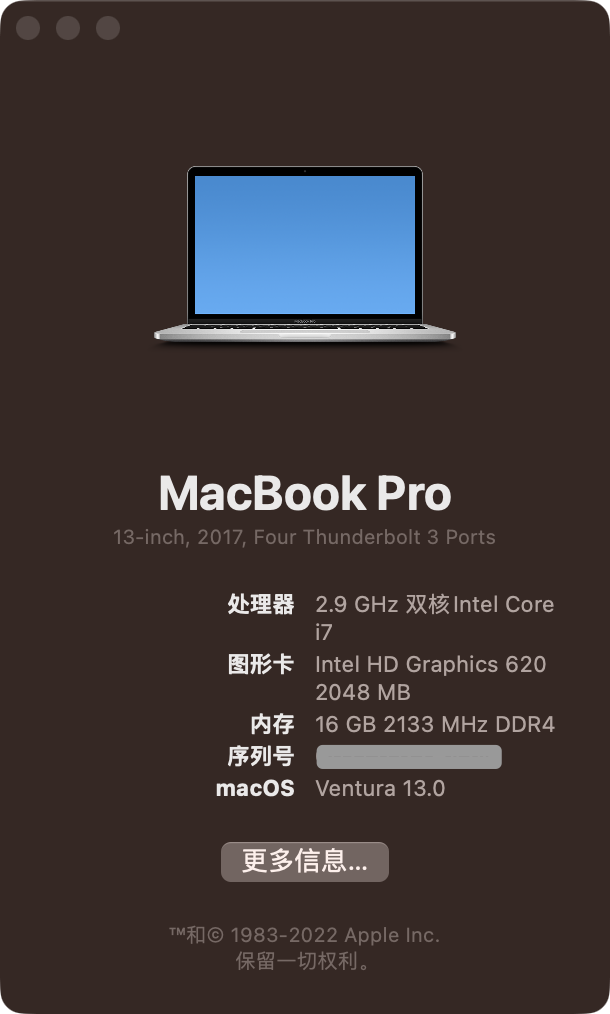 MacBook Pro
13-inch, 2017, Four Thunderbolt 3 Ports
处理器 2.9 GHz 双核Intel Core
i7
图形卡 Intel HD Graphics 620
2048 MB
内存 16 GB 2133 MHz DDR4
序列号
macOS Ventura 13.0
更多信息...
™和© 1983-2022 Apple Inc.
保留一切权利。